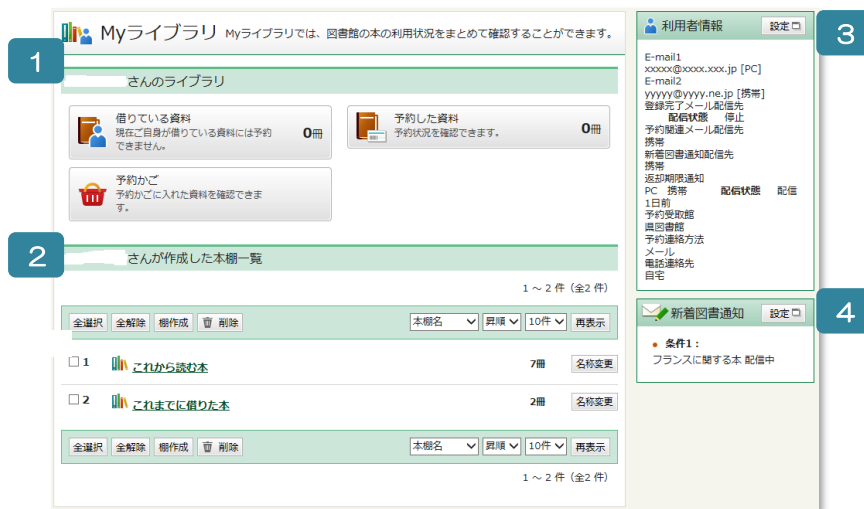 Myライブラリ Myライブラリでは、図書館の本の利用状況をまとめて確認することができます。
1
さんのライブラリ
借りている資料
現在ご自身が借りている資料には予約
できません。
0冊
予約した資料
予約状況を確認できます。
0冊
予約かご
予約かごに入れた資料を確認できま
す。
2
さんが作成した本棚一覧
1 ～ 2 件（全2 件）
全選択 全解除 棚作成 削除 本棚名 昇順 10件 再表示
1 これから読む本 7冊 名称変更
2 これまでに借りた本 2冊 名称変更
全選択 全解除 棚作成 削除 本棚名 昇順 10件 再表示
1 ～ 2 件（全2 件）
利用者情報 設定
3
E-mail1
xxxxx@xxxx.xxx.jp [PC]
E-mail2
yyyyy@yyyy.ne.jp [携帯]
登録完了メール配信先
配信状態 停止
予約関連メール配信先
携帯
新着図書通知配信先
携帯
返却期限通知
PC 携帯 配信状態 配信
1日前
予約受取館
県図書館
予約連絡方法
メール
電話連絡先
自宅
新着図書通知 設定
4
条件1：
フランスに関する本 配信中